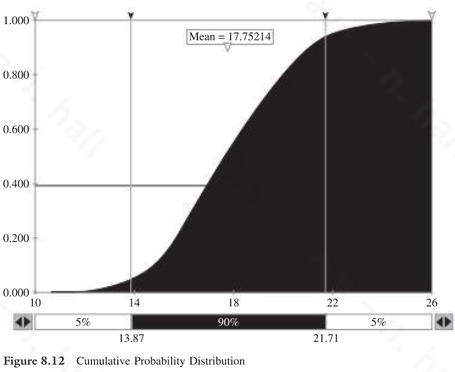 1.000
Mean = 17.75214
0.800
0.600
0.400
0.200
0.000
10 14 18 22 26
5% 90% 5%
13.87 21.71
Figure 8.12 Cumulative Probability Distribution